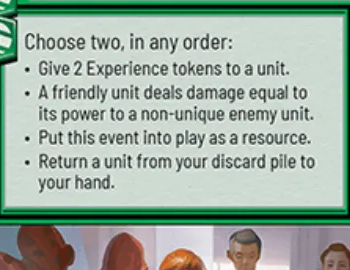 Choose two, in any order:
• Give 2 Experience tokens to a unit.
• A friendly unit deals damage equal to
its power to a non-unique enemy unit.
• Put this event into play as a resource.
• Return a unit from your discard pile to
your hand.